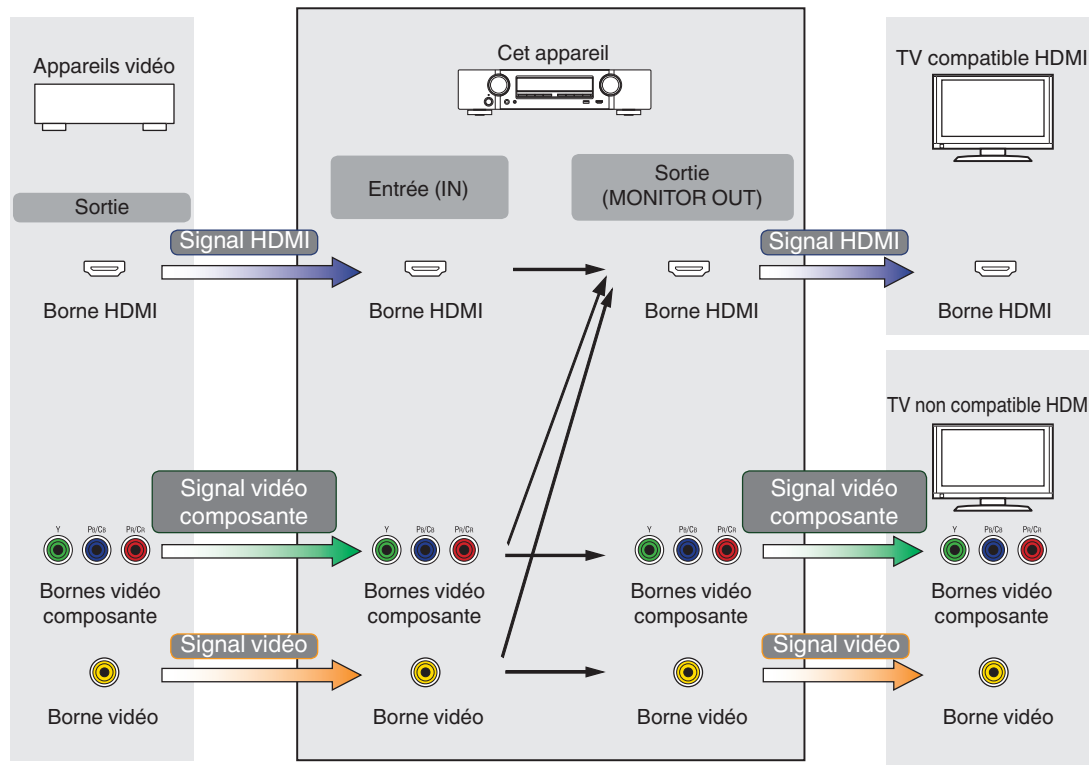 Appareils vidéo
Cet appareil
TV compatible HDMI
Sortie
Entrée (IN)
Sortie
(MONITOR OUT)
Signal HDMI
Signal HDMI
Borne HDMI
Borne HDMI
Borne HDMI
Borne HDMI
TV non compatible HDM
Signal vidéo
composante
Signal vidéo
composante
Y PB/CB PR/CR
Y PB/CB PR/CR
Y PB/CB PR/CR
Y PB/CB PR/CR
Bornes vidéo
composante
Bornes vidéo
composante
Bornes vidéo
composante
Bornes vidéo
composante
Signal vidéo
Signal vidéo
Borne vidéo
Borne vidéo
Borne vidéo
Borne vidéo